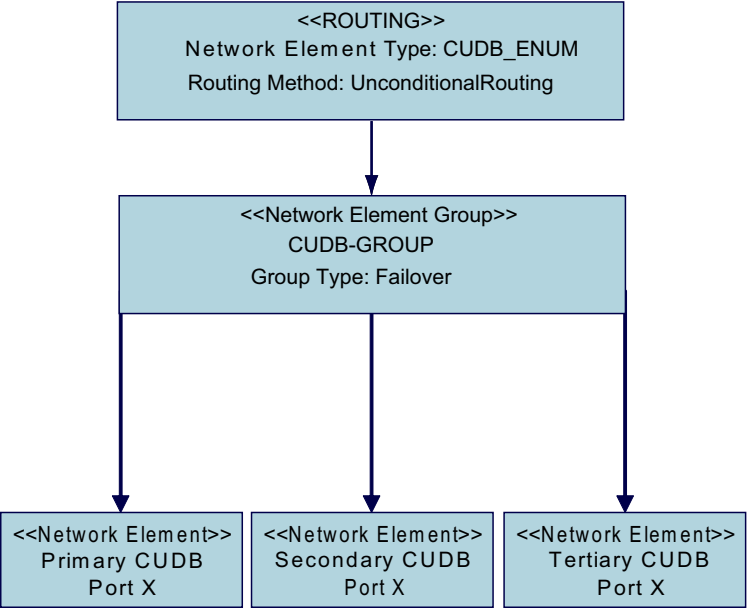 <<ROUTING>>
Network Element Type: CUDB_ENUM
Routing Method: UnconditionalRouting
<<Network Element Group>>
CUDB-GROUP
Group Type: Failover
<<Network Element>>
Primary CUDB
Port X
<<Network Element>>
Secondary CUDB
Port X
<<Network Element>>
Tertiary CUDB
Port X